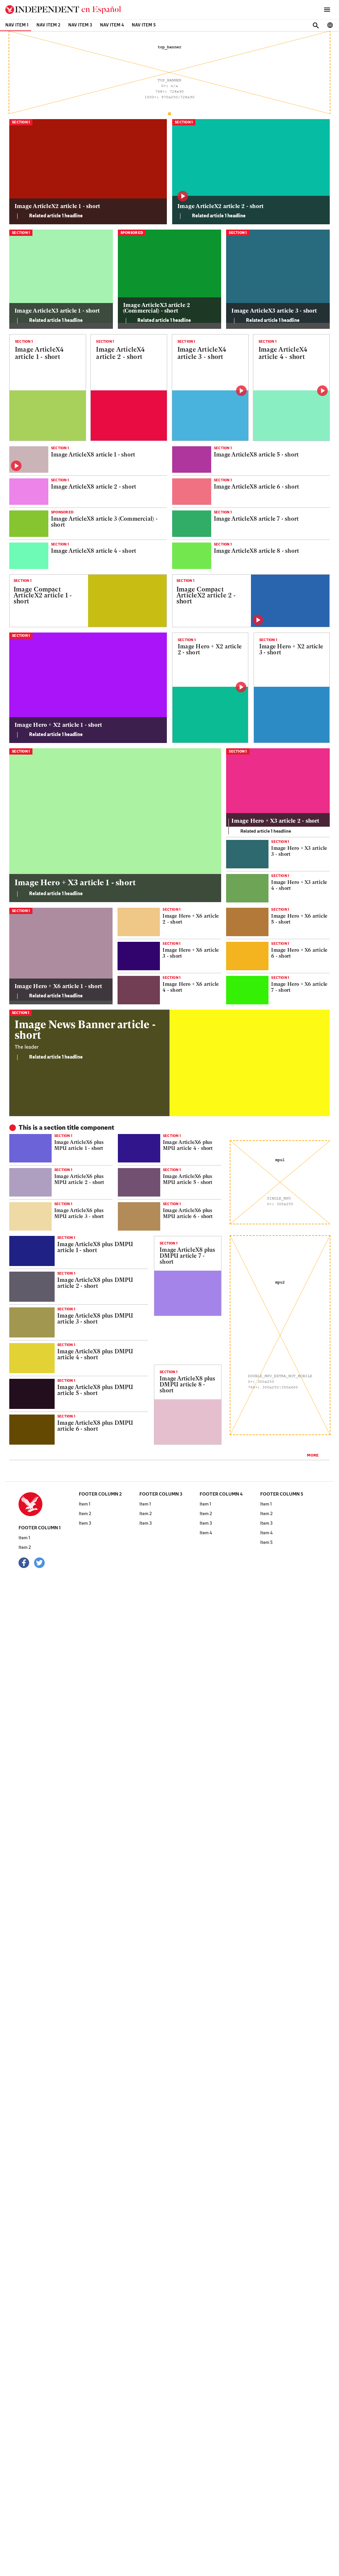 INDEPENDENT en Español
NAV ITEM 1 NAV ITEM 2 NAV ITEM 3 NAV ITEM 4 NAV ITEM 5
top_banner
TOP_BANNER
SECTION 1
Image ArticleX2 article 1 - short
Related article 1 headline
SECTION 1
Image ArticleX2 article 2 - short
Related article 1 headline
SECTION 1
Image ArticleX3 article 1 - short
Related article 1 headline
SPONSORED
Image ArticleX3 article 2
(Commercial) - short
Related article 1 headline
SECTION 1
Image ArticleX3 article 3 - short
Related article 1 headline
SECTION 1
Image ArticleX4
article 1 - short
SECTION 1
Image ArticleX4
article 2 - short
SECTION 1
Image ArticleX4
article 3 - short
SECTION 1
Image ArticleX4
article 4 - short
SECTION 1
Image ArticleX8 article 1 - short
SECTION 1
Image ArticleX8 article 2 - short
SPONSORED
Image ArticleX8 article 3 (Commercial) -
short
SECTION 1
Image ArticleX8 article 4 - short
SECTION 1
Image ArticleX8 article 5 - short
SECTION 1
Image ArticleX8 article 6 - short
SECTION 1
Image ArticleX8 article 7 - short
SECTION 1
Image ArticleX8 article 8 - short
SECTION 1
Image Compact
ArticleX2 article 1 -
short
SECTION 1
Image Compact
ArticleX2 article 2 -
short
SECTION 1
Image Hero + X2 article 1 - short
Related article 1 headline
SECTION 1
Image Hero + X2 article
2 - short
SECTION 1
Image Hero + X2 article
3 - short
SECTION 1
Image Hero + X3 article 1 - short
Related article 1 headline
SECTION 1
Image Hero + X3 article 2 - short
Related article 1 headline
SECTION 1
Image Hero + X3 article
3 - short
SECTION 1
Image Hero + X3 article
4 - short
SECTION 1
Image Hero + X6 article 1 - short
Related article 1 headline
SECTION 1
Image Hero + X6 article
2 - short
SECTION 1
Image Hero + X6 article
3 - short
SECTION 1
Image Hero + X6 article
4 - short
SECTION 1
Image Hero + X6 article
5 - short
SECTION 1
Image Hero + X6 article
6 - short
SECTION 1
Image Hero + X6 article
7 - short
SECTION 1
Image News Banner article -
short
The leader
Related article 1 headline
This is a section title component
SECTION 1
Image ArticleX6 plus
MPU article 1 - short
SECTION 1
Image ArticleX6 plus
MPU article 2 - short
SECTION 1
Image ArticleX6 plus
MPU article 3 - short
SECTION 1
Image ArticleX6 plus
MPU article 4 - short
SECTION 1
Image ArticleX6 plus
MPU article 5 - short
SECTION 1
Image ArticleX6 plus
MPU article 6 - short
mpu1
SINGLE_MPU
SECTION 1
Image ArticleX8 plus DMPU
article 1 - short
SECTION 1
Image ArticleX8 plus DMPU
article 2 - short
SECTION 1
Image ArticleX8 plus DMPU
article 3 - short
SECTION 1
Image ArticleX8 plus DMPU
article 4 - short
SECTION 1
Image ArticleX8 plus DMPU
article 5 - short
SECTION 1
Image ArticleX8 plus DMPU
article 6 - short
SECTION 1
Image ArticleX8 plus
DMPU article 7 -
short
SECTION 1
Image ArticleX8 plus
DMPU article 8 -
short
mpu2
MORE
FOOTER COLUMN 1
Item 1
Item 2
FOOTER COLUMN 2
Item 1
Item 2
Item 3
FOOTER COLUMN 3
Item 1
Item 2
Item 3
FOOTER COLUMN 4
Item 1
Item 2
Item 3
Item 4
FOOTER COLUMN 5
Item 1
Item 2
Item 3
Item 4
Item 5